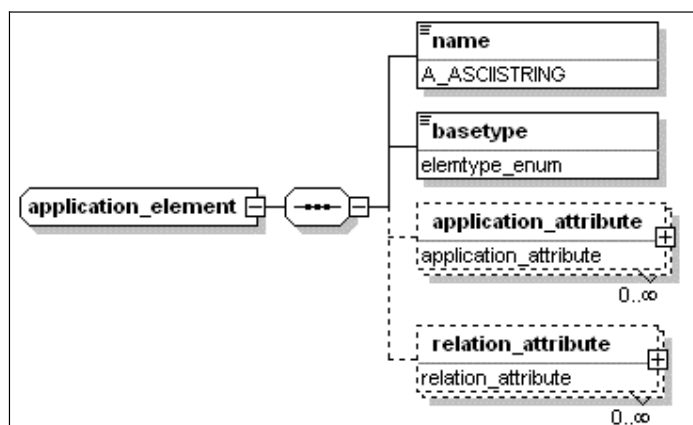 name
A_ASCIISTRING
basetype
elemtype_enum
application_element
application_attribute
application_attribute
0..∞
relation_attribute
relation_attribute
0..∞